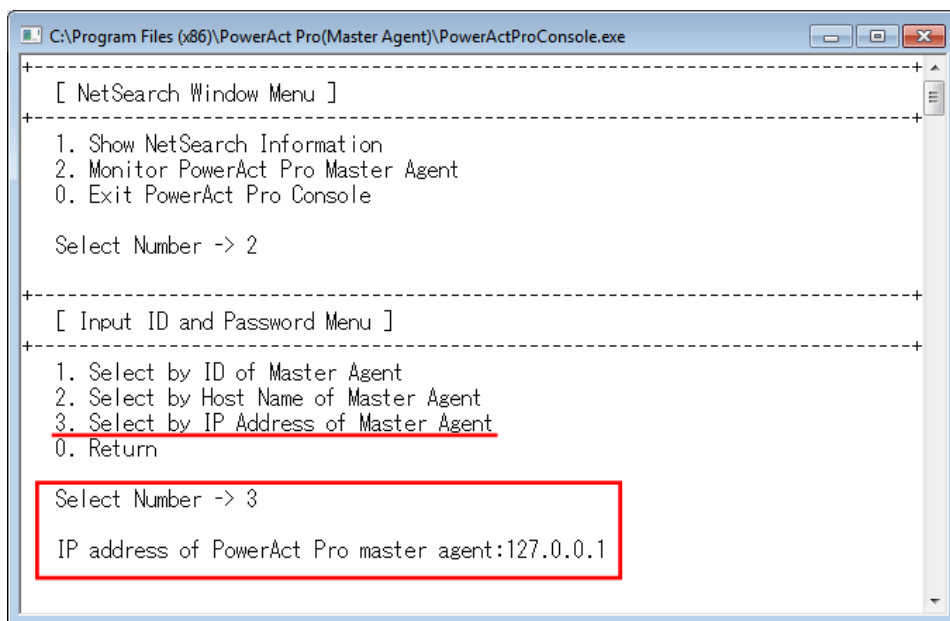 C:\Program Files (x86)\PowerAct Pro(Master Agent)\PowerActProConsole.exe
+------------------------------------------------------------------------+
[ NetSearch Window Menu ]
+------------------------------------------------------------------------+
1. Show NetSearch Information
2. Monitor PowerAct Pro Master Agent
0. Exit PowerAct Pro Console
Select Number -> 2
+------------------------------------------------------------------------+
[ Input ID and Password Menu ]
+------------------------------------------------------------------------+
1. Select by ID of Master Agent
2. Select by Host Name of Master Agent
3. Select by IP Address of Master Agent
0. Return
Select Number -> 3
IP address of PowerAct Pro master agent:127.0.0.1